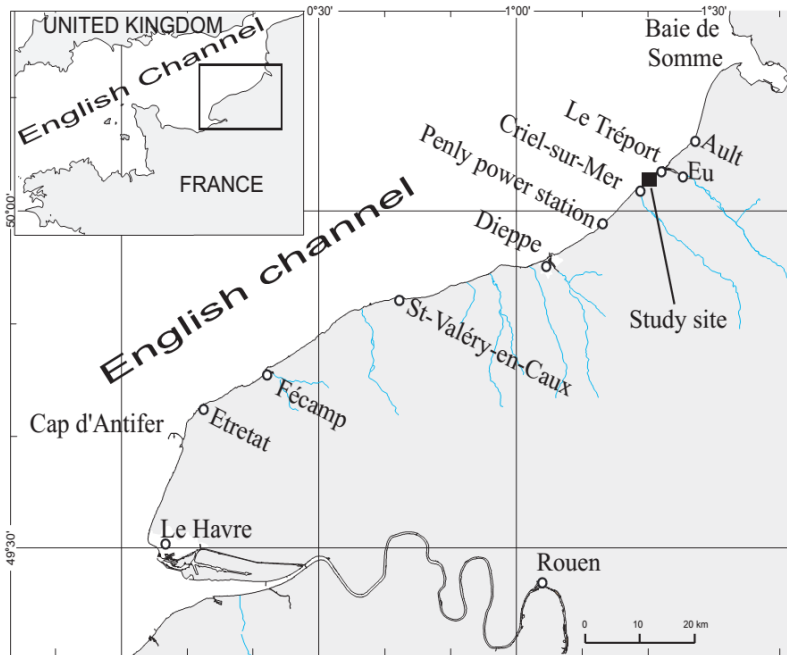 UNITED KINGDOM
English Channel
FRANCE
0°30
1°00'
1°30
Baie de
Somme
Le Tréport
Ault
Criel-sur-Mer
Eu
Penly power station
50°00
Dieppe
English channel
Study site
St-Valéry-en-Caux
Fécamp
Cap d'Antifer
Etretat
Le Havre
49°30
Rouen
0 10 20 km